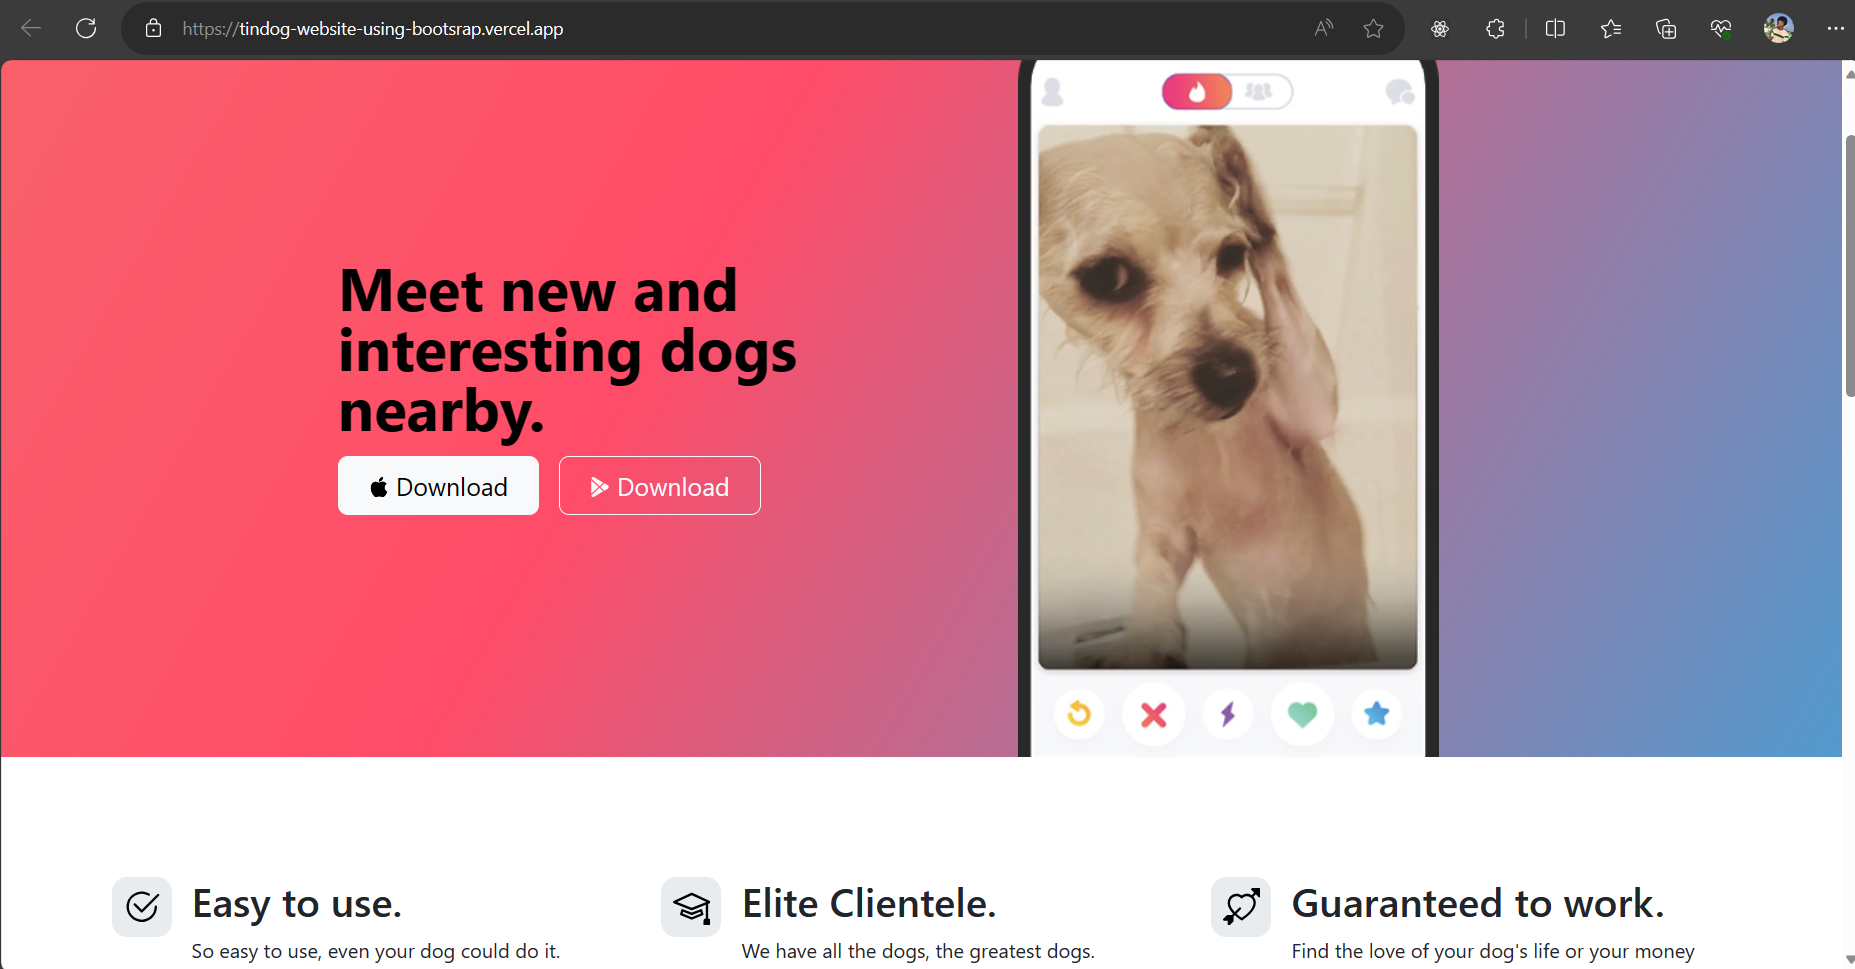 https://tindog-website-using-bootsrap.vercel.app
Meet new and
interesting dogs
nearby.
Download
Download
Easy to use.
So easy to use, even your dog could do it.
Elite Clientele.
We have all the dogs, the greatest dogs.
Guaranteed to work.
Find the love of your dog's life or your money